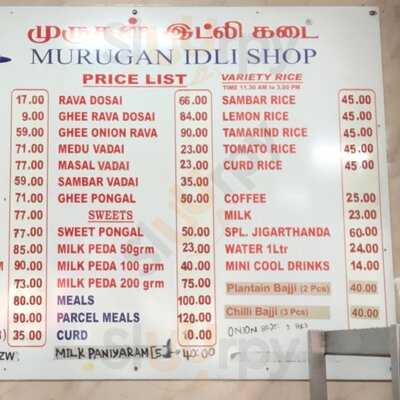 முருகன் இட்லி கடை®
MURUGAN IDLI SHOP
PRICE LIST
VARIETY RICE
TIME 11.30 AM to 3.00 PM
17.00 RAVA DOSAI 66.00 SAMBAR RICE 45.00
9.00 GHEE RAVA DOSAI 84.00 LEMON RICE 45.00
59.00 GHEE ONION RAVA 90.00 TAMARIND RICE 45.00
71.00 MEDU VADAI 23.00 TOMATO RICE 45.00
77.00 MASAL VADAI 23.00 CURD RICE 45.00
59.00 SAMBAR VADAI 35.00
71.00 GHEE PONGAL 50.00 COFFEE 25.00
77.00 SWEETS MILK 23.00
77.00 SWEET PONGAL 50.00 SPL. JIGARTHANDA 60.00
85.00 MILK PEDA 50grm 23.00 WATER 1Ltr 24.00
90.00 MILK PEDA 100 grm 40.00 MINI COOL DRINKS 14.00
73.00 MILK PEDA 200 grm 75.00 Plantain Bajji (2 Pcs) 40.00
80.00 MEALS 100.00
90.00 PARCEL MEALS 120.00 Chilli Bajji (3 Pcs) 40.00
35.00 CURD 10.00 ONION
ZW MILK PANIYARAM [5] - 40.00